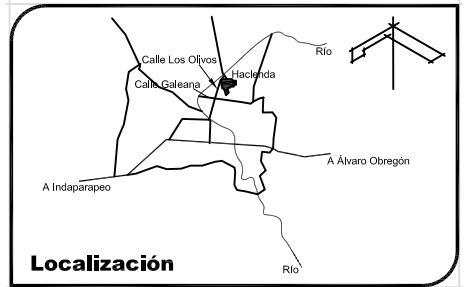 Río
Calle Los Olivos
Hacienda
Calle Galeana
A Álvaro Obregón
A Indaparapeo
Localización
Río